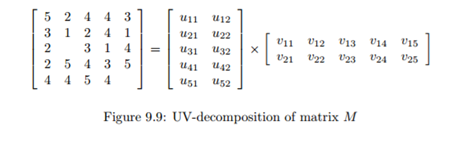 5 2 4 4 3
3 1 2 4 1
2 3 1 4
2 5 4 3 5
4 4 5 4
=
u11 u12
u21 u22
u31 u32
u41 u42
u51 u52
×
v11 v12 v13 v14 v15
v21 v22 v23 v24 v25
Figure 9.9: UV-decomposition of matrix M